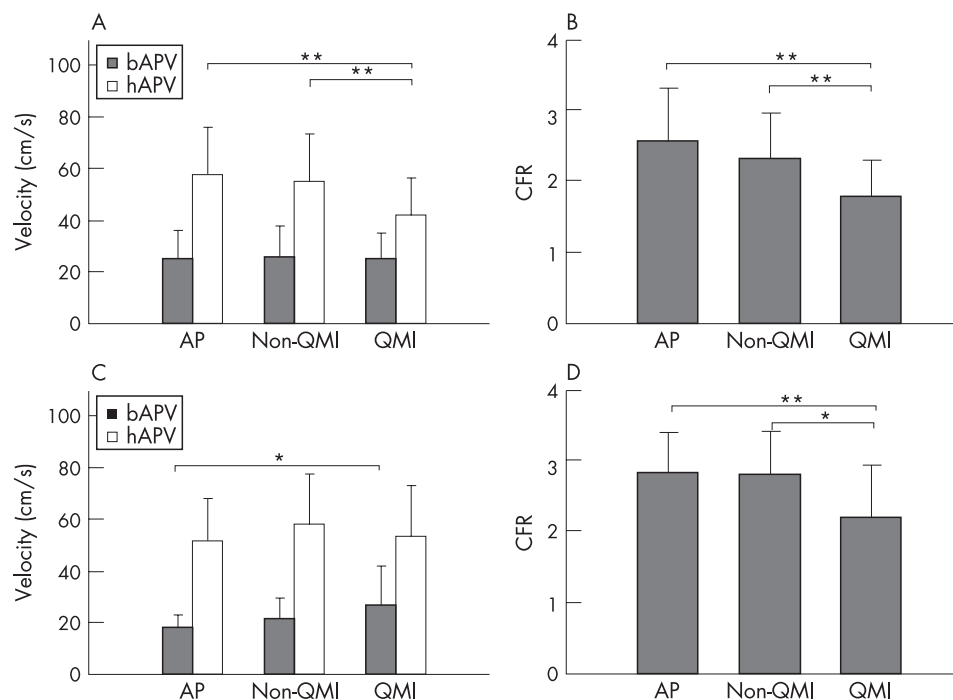 A
bAPV
hAPV
Velocity (cm/s)
100
80
60
40
20
0
**
**
AP Non-QMI QMI
B
CFR
4
3
2
1
0
**
**
AP Non-QMI QMI
C
bAPV
hAPV
Velocity (cm/s)
100
80
60
40
20
0
*
AP Non-QMI QMI
D
CFR
4
3
2
1
0
**
*
AP Non-QMI QMI